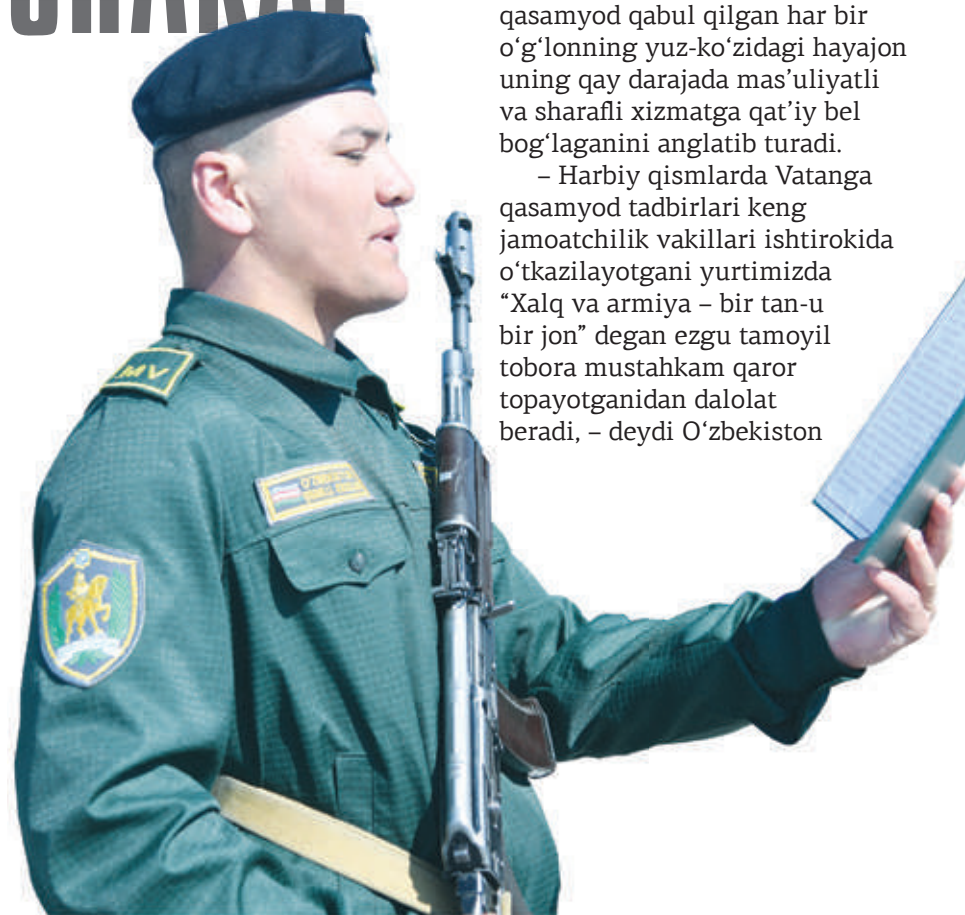 SHARAF
qasamyod qabul qilgan har bir
o‘g‘lonning yuz-ko‘zidagi hayajon
uning qay darajada mas’uliyatli
va sharafli xizmatga qat’iy bel
bog‘laganini anglatib turadi.
– Harbiy qismlarda Vatanga
qasamyod tadbirlari keng
jamoatchilik vakillari ishtirokida
o‘tkazilayotgani yurtimizda
“Xalq va armiya – bir tan-u
bir jon” degan ezgu tamoyil
tobora mustahkam qaror
topayotganidan dalolat
beradi, – deydi O‘zbekiston
MV